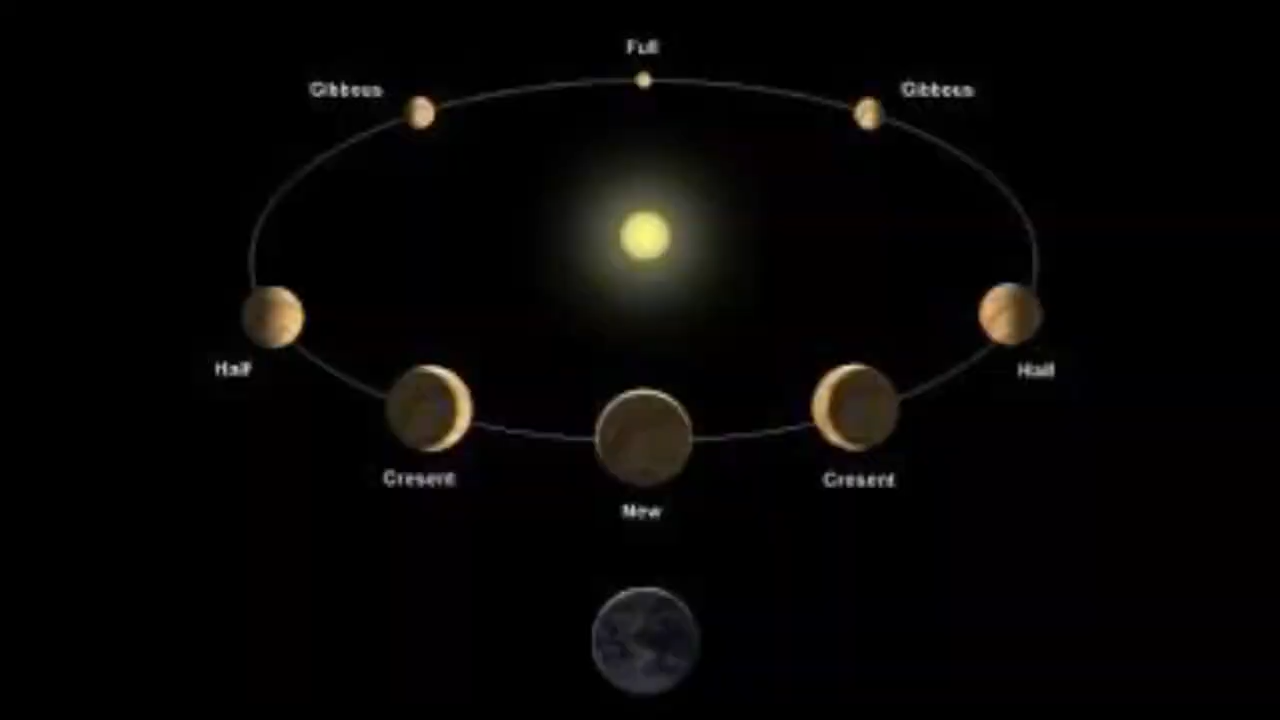 Full
Gibbous
Gibbous
Half
Half
Cresent
Cresent
New